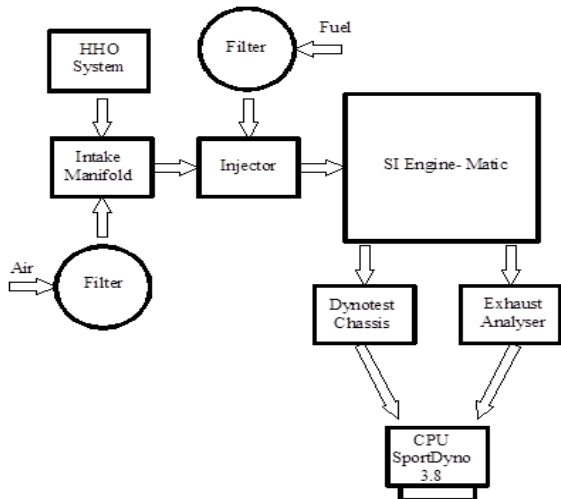 HHO
System
Filter
Fuel
Intake
Manifold
Injector
SI Engine- Matic
Air
Filter
Dynotest
Chassis
Exhaust
Analyser
CPU
SportDyno
3.8